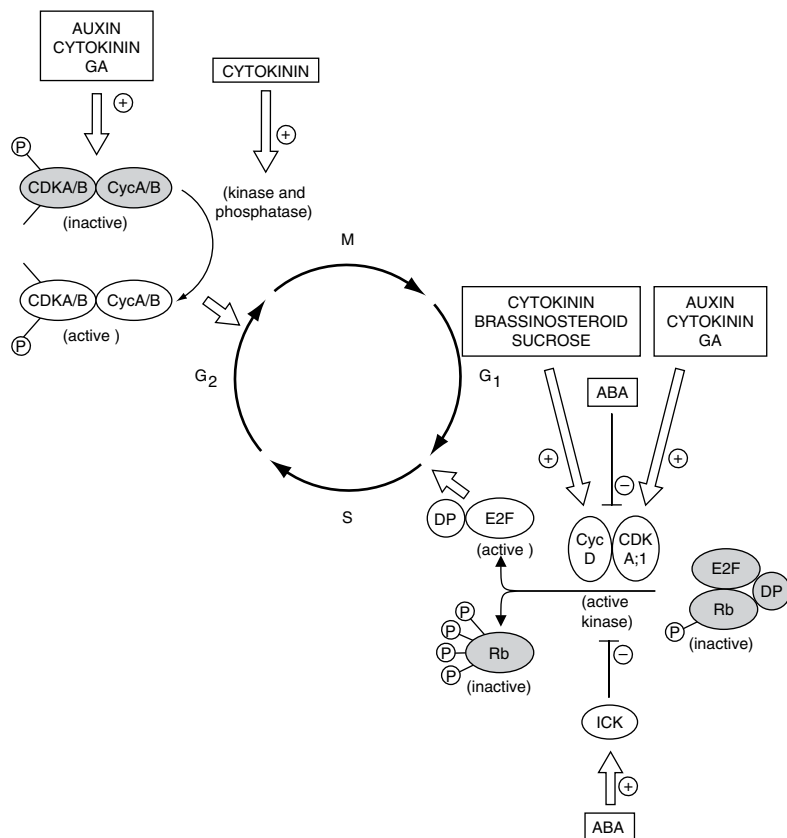 AUXIN
CYTOKININ
GA
CYTOKININ
+
+
P
CDKA/B CycA/B
(inactive)
(kinase and
phosphatase)
CDKA/B CycA/B
P
(active )
M
G2
G1
S
CYTOKININ
BRASSINOSTEROID
SUCROSE
AUXIN
CYTOKININ
GA
ABA
+
+
−
DP E2F
(active )
Cyc
D
CDK
A;1
(active
kinase)
E2F
DP
Rb
P
(inactive)
P
P
P
P
Rb
(inactive)
−
ICK
+
ABA